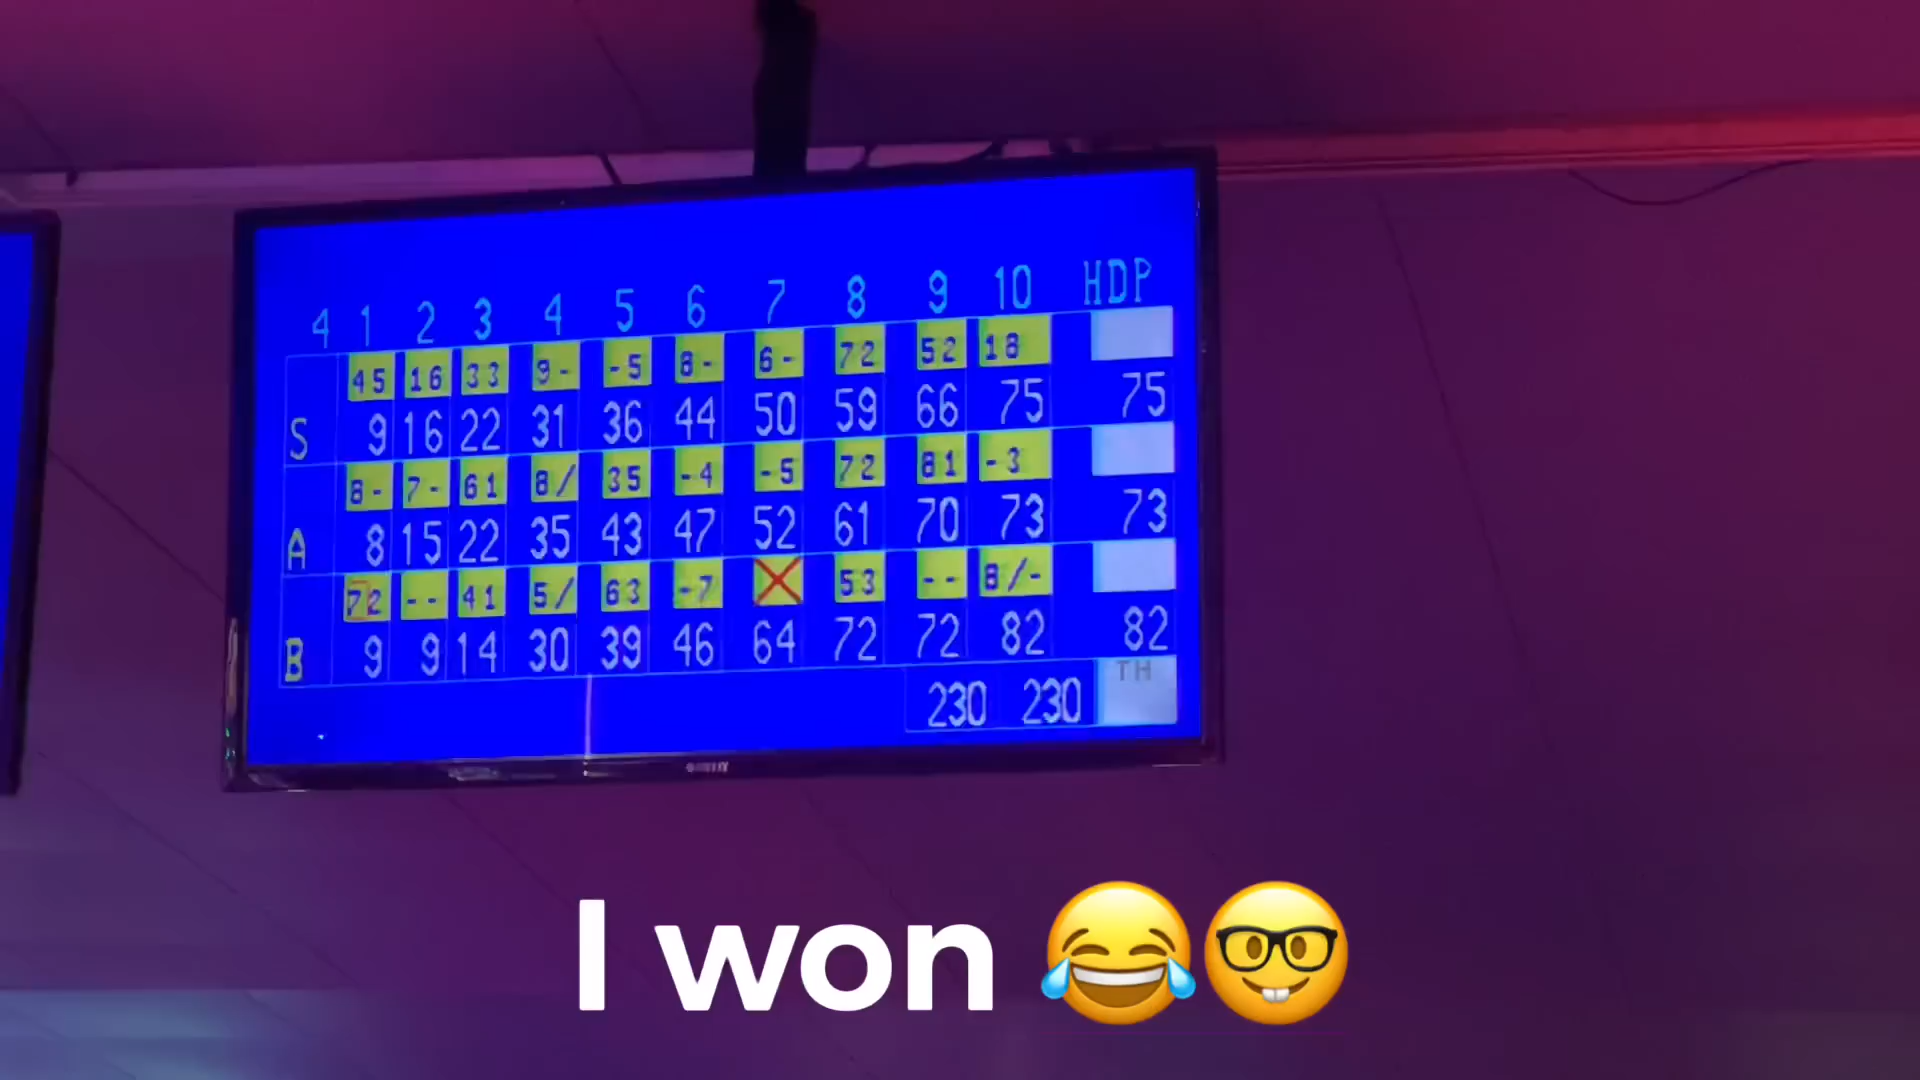 4 1 2 3 4 5 6 7 8 9 10 HDP
45 16 33 9- -5 8- 6- 72 52 18
S 9 16 22 31 36 44 50 59 66 75 75
8- 7- 61 8/ 35 -4 -5 72 81 -3
A 8 15 22 35 43 47 52 61 70 73 73
72 -- 41 5/ 63 -7 X 53 -- 8/-
B 9 9 14 30 39 46 64 72 72 82 82
TH
230 230
I won 😂🤓